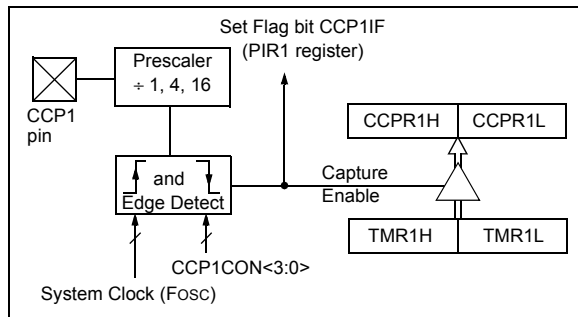 Set Flag bit CCP1IF
(PIR1 register)
Prescaler
÷ 1, 4, 16
CCP1
pin
CCPR1H
CCPR1L
and
Edge Detect
Capture
Enable
TMR1H
TMR1L
CCP1CON<3:0>
System Clock (FOSC)